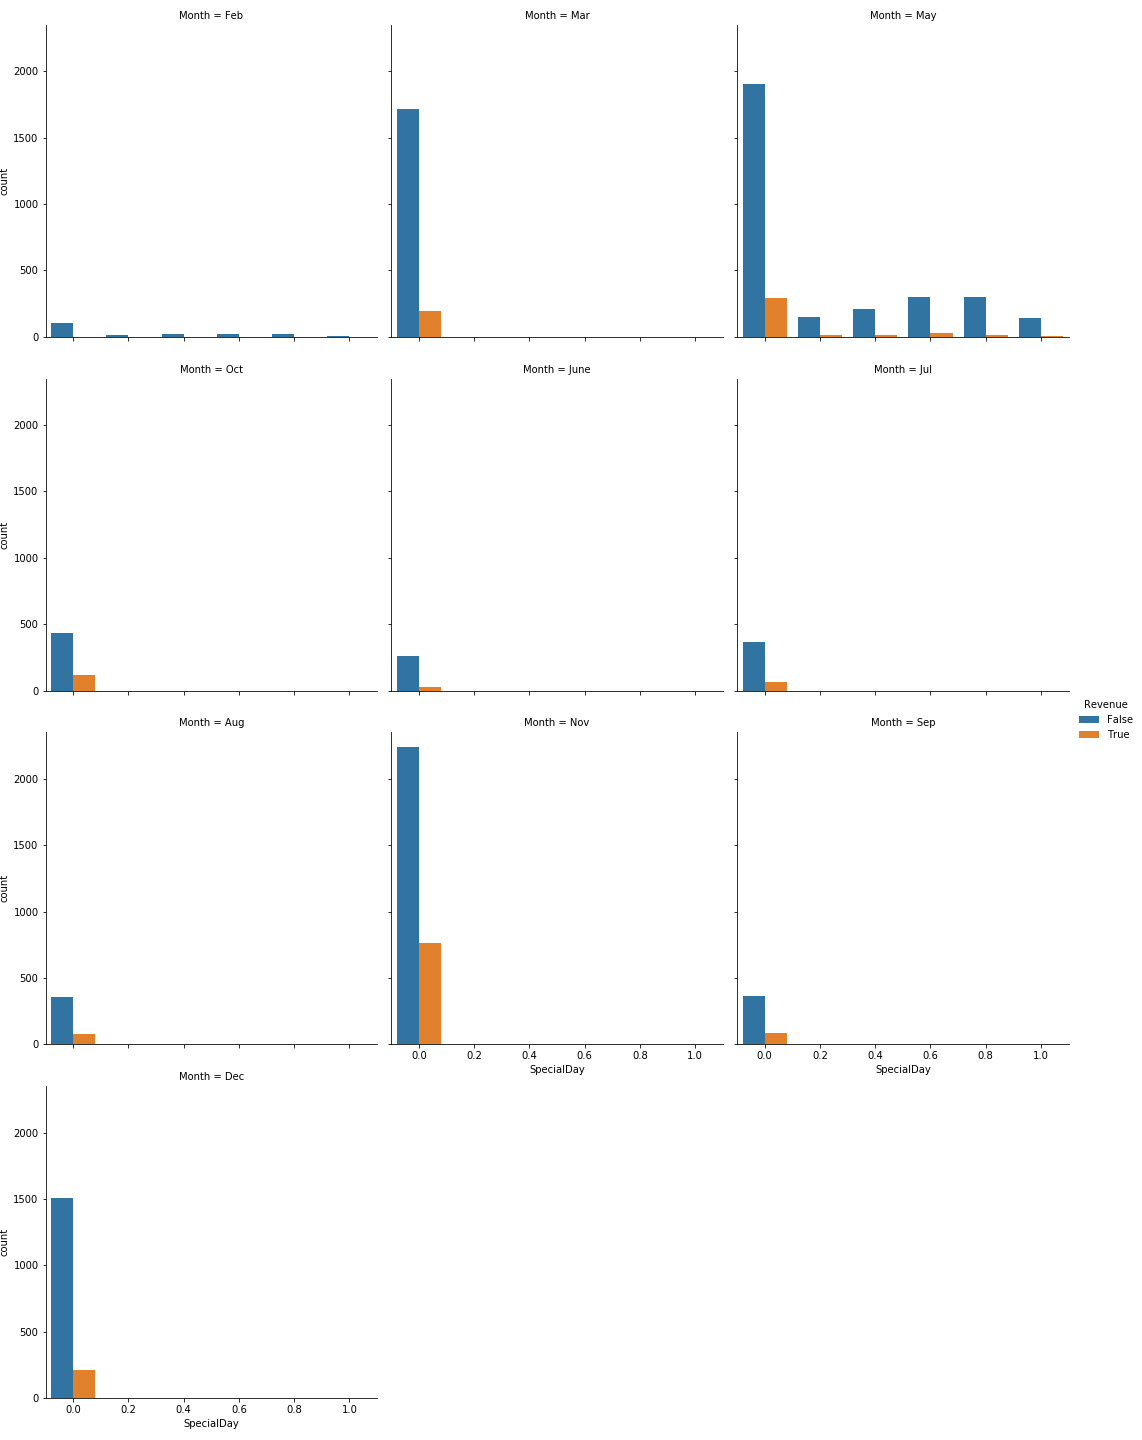 Month = Feb
Month = Mar
Month = May
2000
1500
1000
500
0
count
Month = Oct
Month = June
Month = Jul
2000
1500
1000
500
0
count
Revenue
False
True
Month = Aug
Month = Nov
Month = Sep
2000
1500
1000
500
0
count
0.0 0.2 0.4 0.6 0.8 1.0
SpecialDay
0.0 0.2 0.4 0.6 0.8 1.0
SpecialDay
Month = Dec
2000
1500
1000
500
0
count
0.0 0.2 0.4 0.6 0.8 1.0
SpecialDay